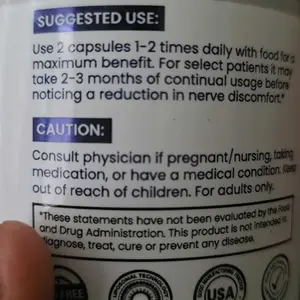 SUGGESTED USE:
Use 2 capsules 1-2 times daily with food for a
maximum benefit. For select patients it may
take 2-3 months of continual usage before
noticing a reduction in nerve discomfort.*
CAUTION:
Consult physician if pregnant/nursing, taking
medication, or have a medical condition. Keep
out of reach of children. For adults only.
*These statements have not been evaluated by the Food
and Drug Administration. This product is not intended to
diagnose, treat, cure or prevent any disease.
FREE
LIPOSOMAL TECHNOLOGY
USA